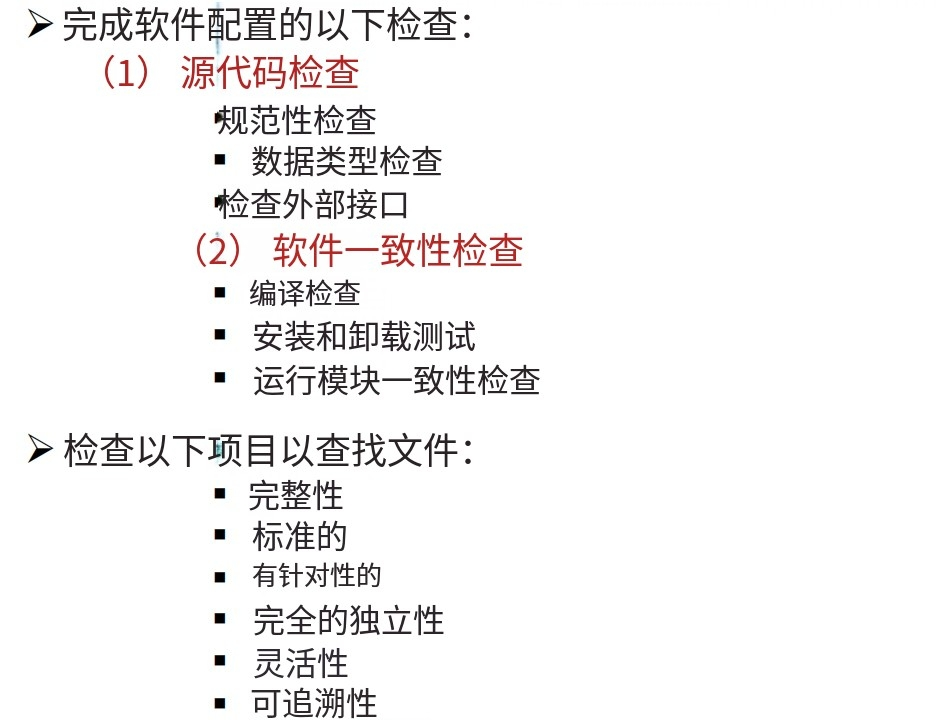 完成软件配置的以下检查：
（1） 源代码检查
规范性检查
数据类型检查
检查外部接口
（2） 软件一致性检查
编译检查
安装和卸载测试
运行模块一致性检查
检查以下项目以查找文件：
完整性
标准的
有针对性的
完全的独立性
灵活性
可追溯性